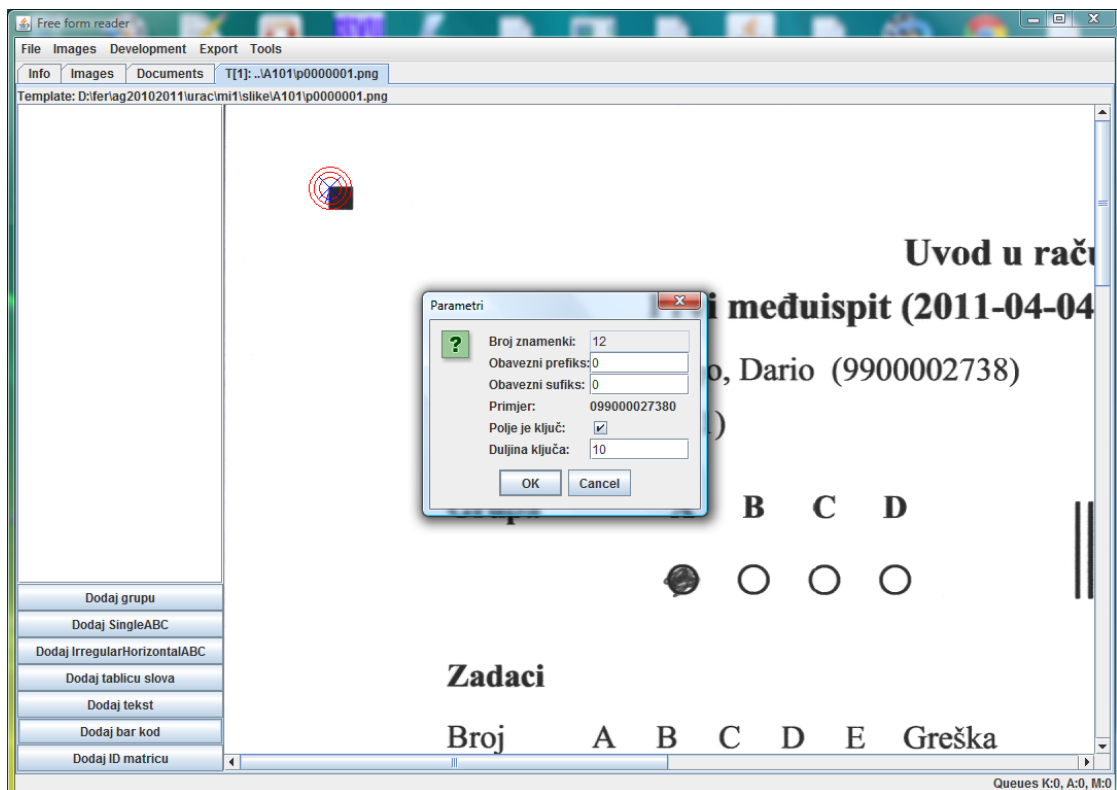 Free form reader
File Images Development Export Tools
Info Images Documents T[1]: ..\A101\p0000001.png
Template: D:\fer\ag20102011\urac\mi1\slike\A101\p0000001.png
Uvod u raču
i međuispit (2011-04-04
o, Dario (9900002738)
)
Parametri
Broj znamenki: 12
Obavezni prefiks: 0
Obavezni sufiks: 0
Primjer: 099000027380
Polje je ključ:
Duljina ključa: 10
OK Cancel
B C D
Zadaci
Broj A B C D E Greška
Dodaj grupu
Dodaj SingleABC
Dodaj IrregularHorizontalABC
Dodaj tablicu slova
Dodaj tekst
Dodaj bar kod
Dodaj ID matricu
Queues K:0, A:0, M:0